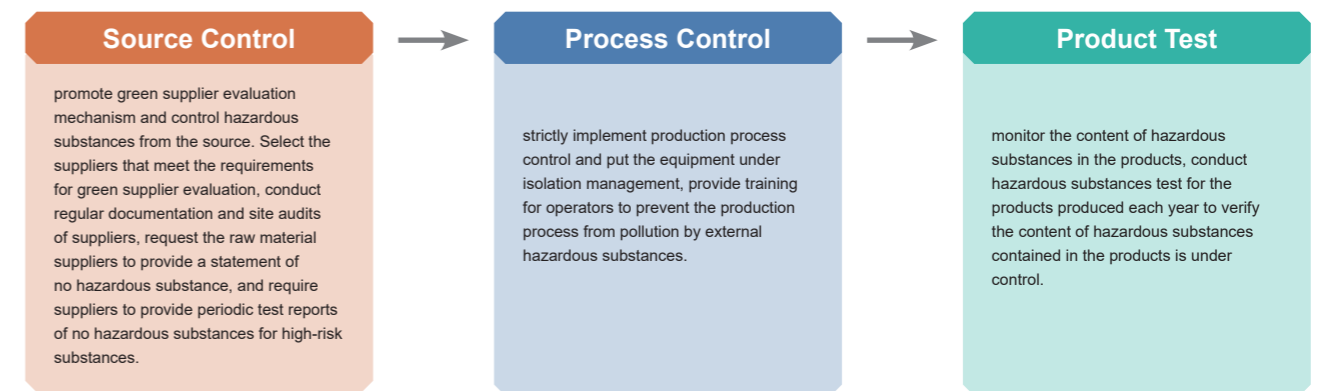 Source Control
promote green supplier evaluation
mechanism and control hazardous
substances from the source. Select the
suppliers that meet the requirements
for green supplier evaluation, conduct
regular documentation and site audits
of suppliers, request the raw material
suppliers to provide a statement of
no hazardous substance, and require
suppliers to provide periodic test reports
of no hazardous substances for high-risk
substances.
Process Control
strictly implement production process
control and put the equipment under
isolation management, provide training
for operators to prevent the production
process from pollution by external
hazardous substances.
Product Test
monitor the content of hazardous
substances in the products, conduct
hazardous substances test for the
products produced each year to verify
the content of hazardous substances
contained in the products is under
control.